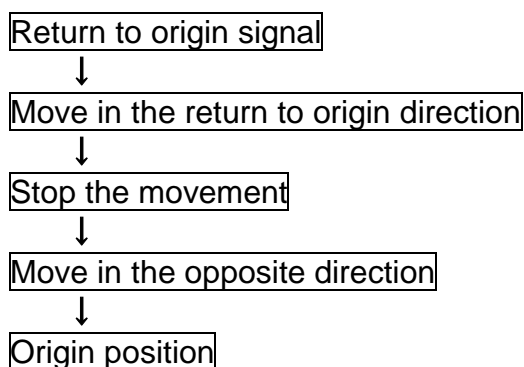 Return to origin signal
↓
Move in the return to origin direction
↓
Stop the movement
↓
Move in the opposite direction
↓
Origin position